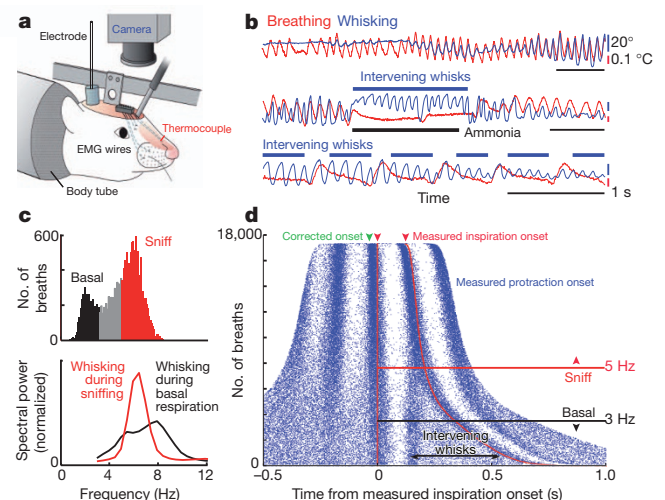 a
Camera
Electrode
Thermocouple
EMG wires
Body tube
b
Breathing Whisking
20°
0.1 °C
Intervening whisks
Ammonia
Intervening whisks
Time
1 s
c
600
No. of
breaths
Basal
Sniff
0
Spectral power
(normalized)
Whisking
during
sniffing
Whisking
during
basal
respiration
0 4 8 12
Frequency (Hz)
d
18,000
Corrected onset
Measured inspiration onset
Measured protraction onset
No. of breaths
5 Hz
Sniff
Basal
3 Hz
Intervening
whisks
0
–0.5 0 0.5 1.0
Time from measured inspiration onset (s)